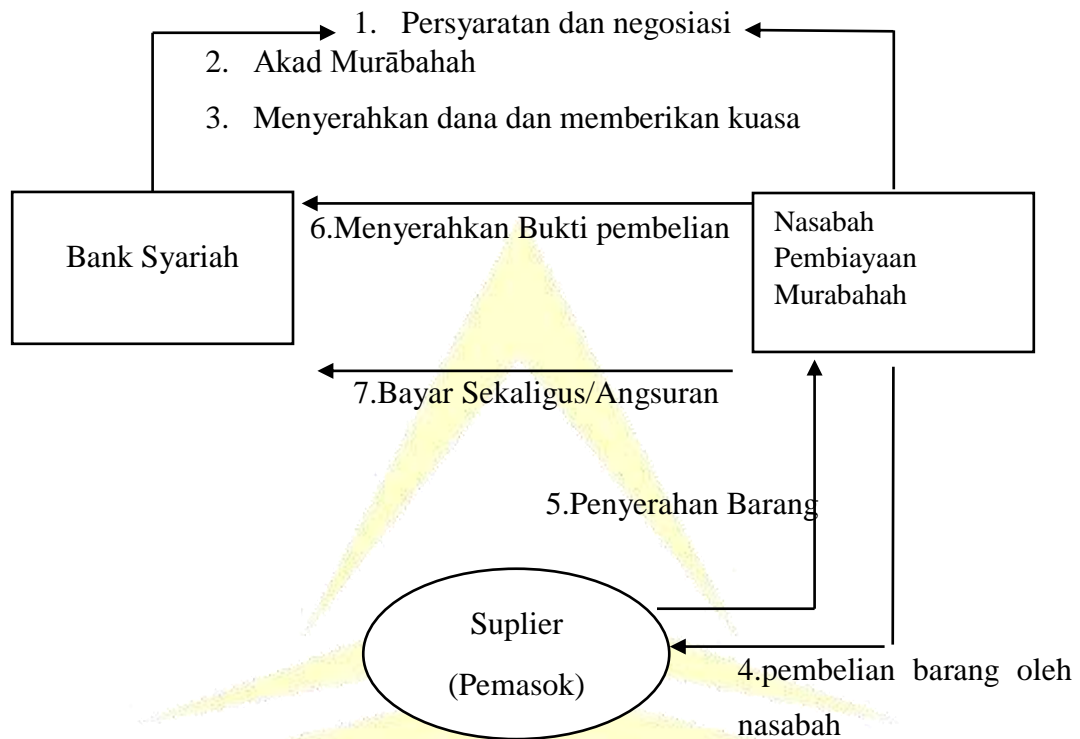 1. Persyaratan dan negosiasi
2. Akad Murābahah
3. Menyerahkan dana dan memberikan kuasa
Bank Syariah
6.Menyerahkan Bukti pembelian
Nasabah
Pembiayaan
Murabahah
7.Bayar Sekaligus/Angsuran
5.Penyerahan Barang
Suplier
(Pemasok)
4.pembelian barang oleh
nasabah